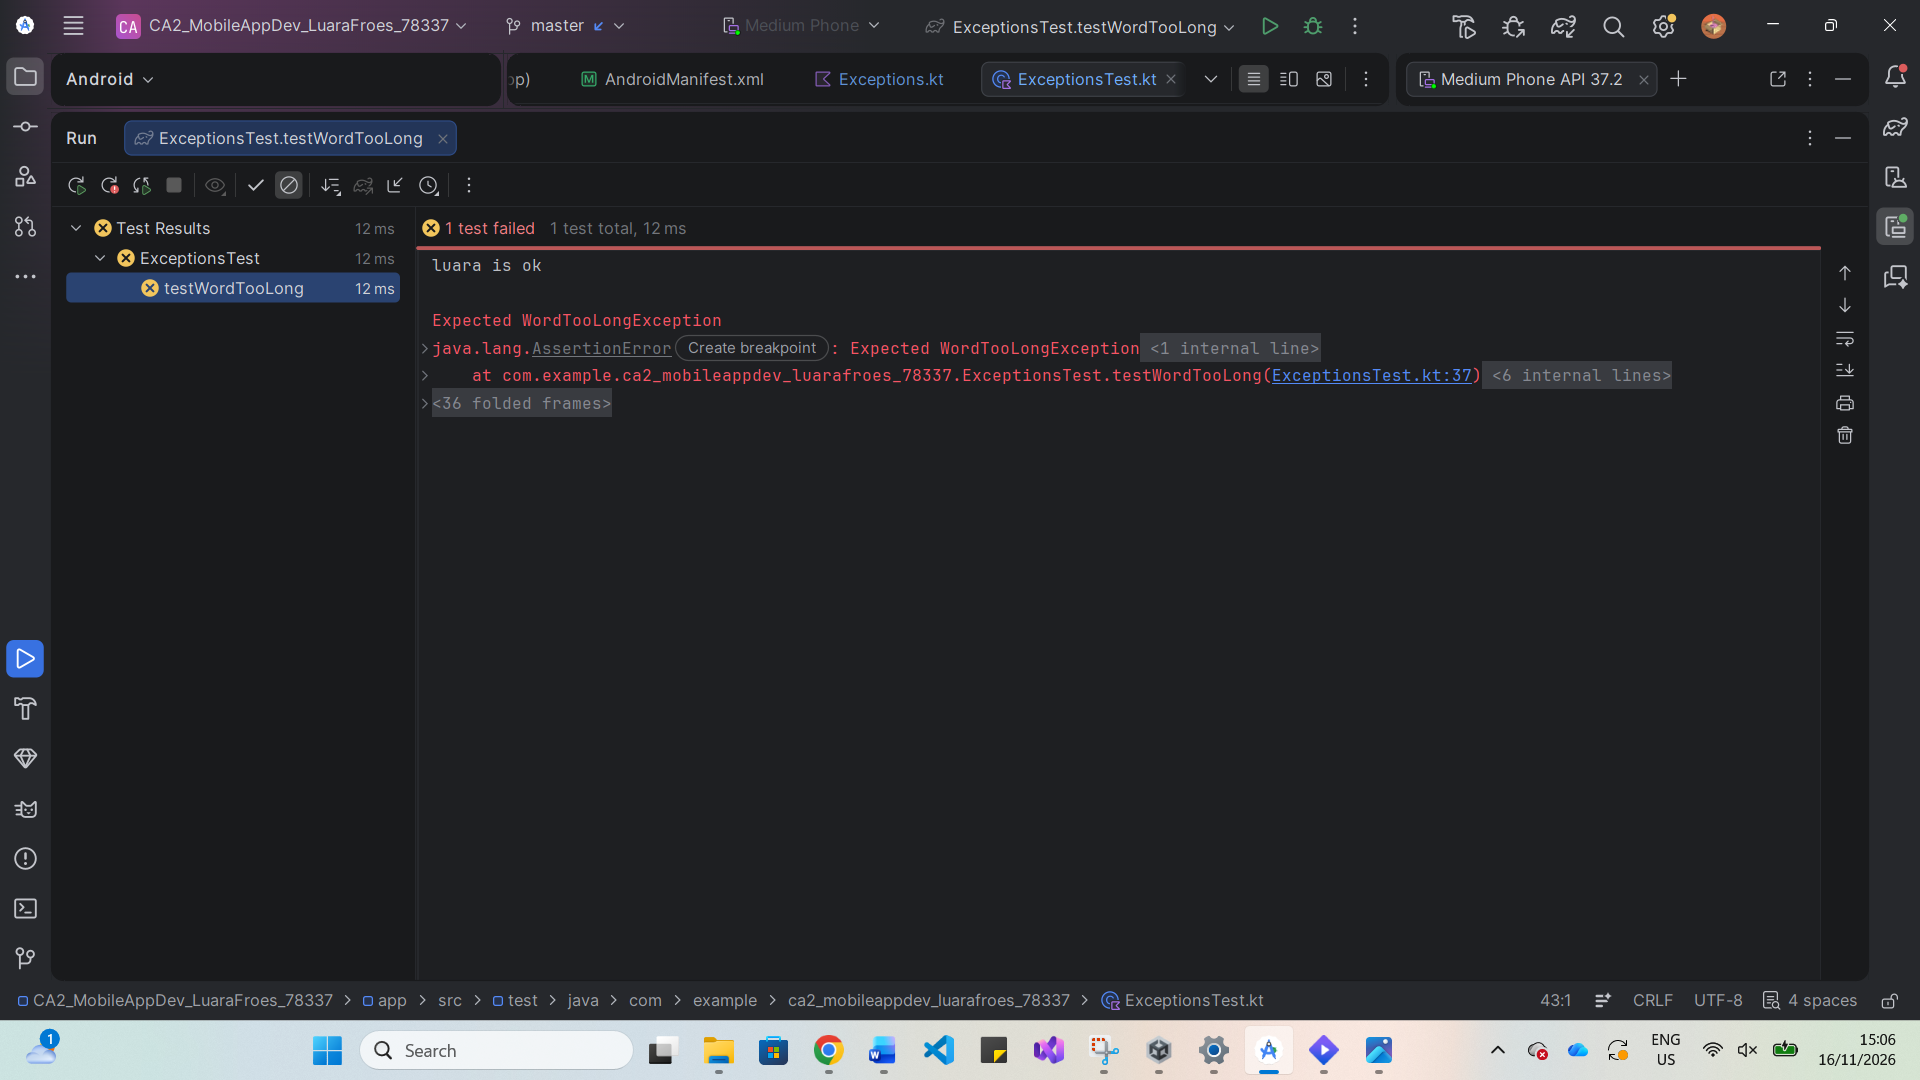 CA CA2_MobileAppDev_LuaraFroes_78337 master Medium Phone ExceptionsTest.testWordTooLong
Android op) AndroidManifest.xml Exceptions.kt ExceptionsTest.kt Medium Phone API 37.2
Run ExceptionsTest.testWordTooLong
Test Results 12 ms
ExceptionsTest 12 ms
testWordTooLong 12 ms
1 test failed 1 test total, 12 ms
luara is ok
Expected WordTooLongException
java.lang.AssertionError Create breakpoint : Expected WordTooLongException <1 internal line>
at com.example.ca2_mobileappdev_luarafroes_78337.ExceptionsTest.testWordTooLong(ExceptionsTest.kt:37) <6 internal lines>
<36 folded frames>
CA2_MobileAppDev_LuaraFroes_78337 > app > src > test > java > com > example > ca2_mobileappdev_luarafroes_78337 > ExceptionsTest.kt 43:1 CRLF UTF-8 4 spaces
1 Search ENG US 15:06 16/11/2026